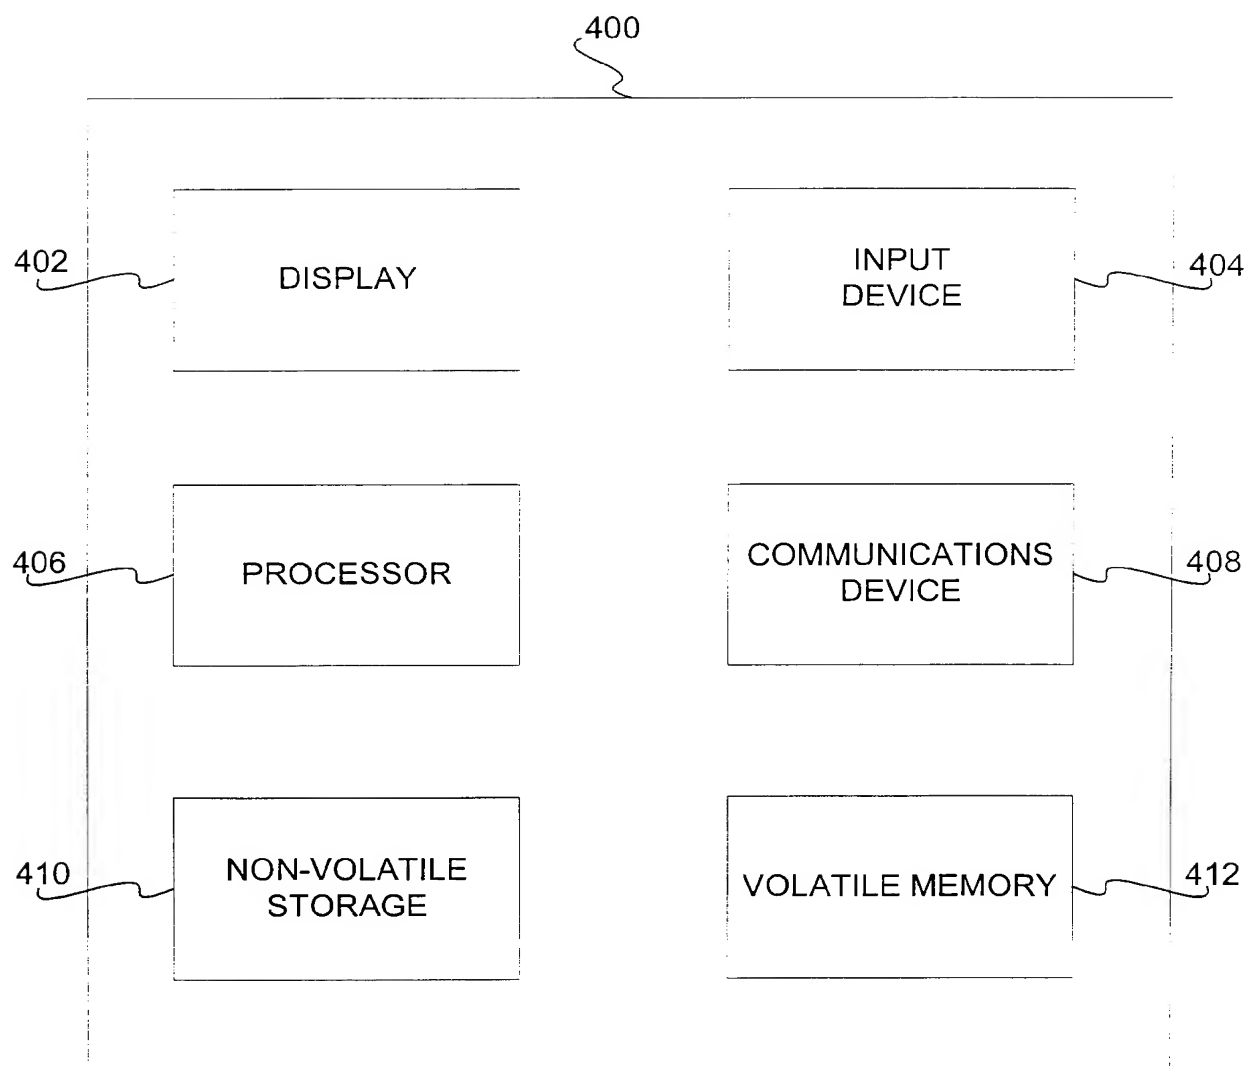 400
402
DISPLAY
INPUT
DEVICE
404
406
PROCESSOR
COMMUNICATIONS
DEVICE
408
410
NON-VOLATILE
STORAGE
VOLATILE MEMORY
412